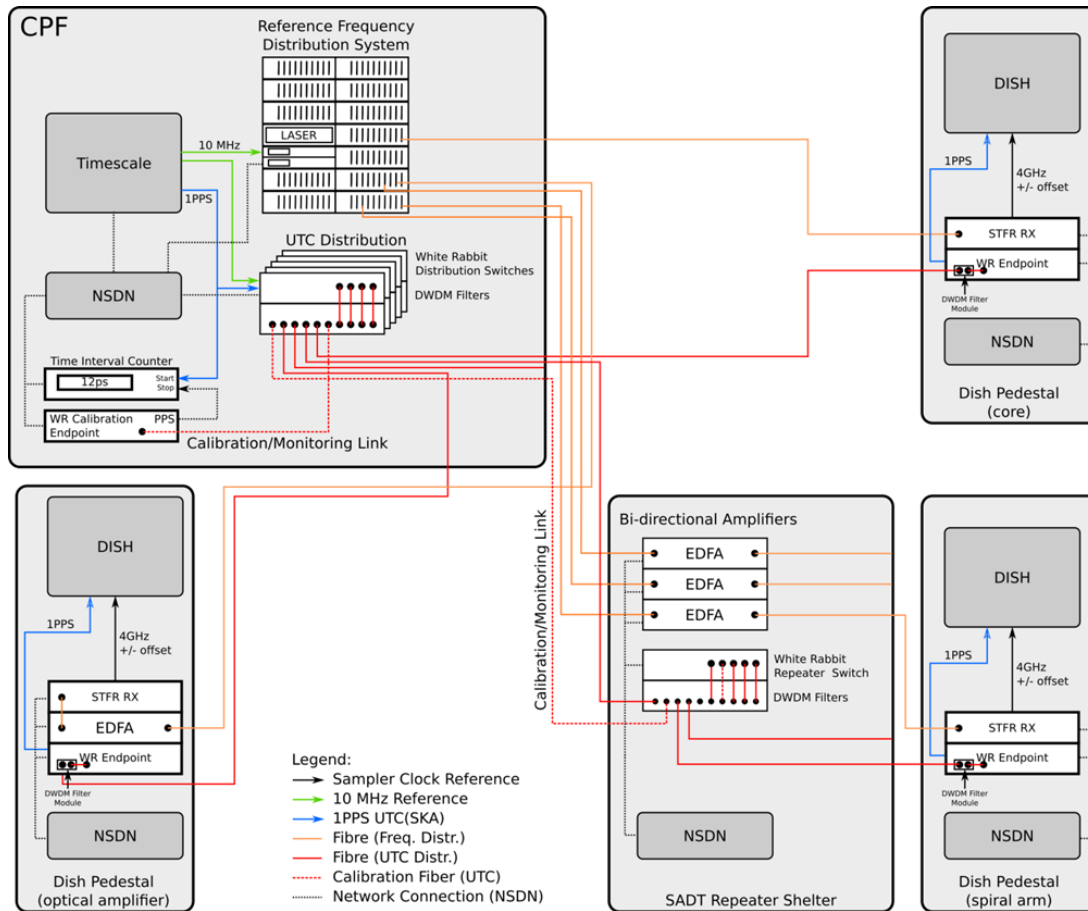 CPF
Reference Frequency
Distribution System
LASER
Timescale
10 MHz
1PPS
UTC Distribution
White Rabbit
Distribution Switches
DWDM Filters
NSDN
Time Interval Counter
12ps
Start
Stop
WR Calibration
Endpoint
PPS
Calibration/Monitoring Link
DISH
1PPS
4GHz
+/- offset
STFR RX
WR Endpoint
DWDM Filter
Module
NSDN
Dish Pedestal
(core)
DISH
1PPS
4GHz
+/- offset
STFR RX
EDFA
WR Endpoint
DWDM Filter
Module
NSDN
Dish Pedestal
(optical amplifier)
Legend:
Sampler Clock Reference
10 MHz Reference
1PPS UTC(SKA)
Fibre (Freq. Distr.)
Fibre (UTC Distr.)
Calibration Fiber (UTC)
Network Connection (NSDN)
Calibration/Monitoring Link
Bi-directional Amplifiers
EDFA
EDFA
EDFA
White Rabbit
Repeater Switch
DWDM Filters
NSDN
SADT Repeater Shelter
DISH
1PPS
4GHz
+/- offset
STFR RX
WR Endpoint
DWDM Filter
Module
NSDN
Dish Pedestal
(spiral arm)